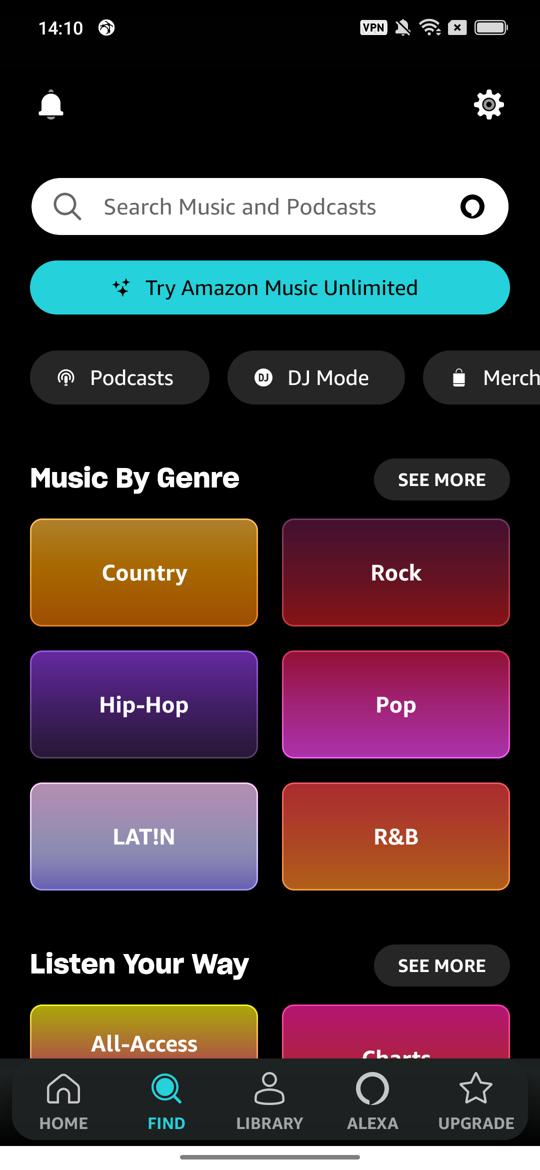 14:10
VPN
Search Music and Podcasts
Try Amazon Music Unlimited
Podcasts
DJ
DJ Mode
Merch
Music By Genre
SEE MORE
Country
Rock
Hip-Hop
Pop
LAT!N
R&B
Listen Your Way
SEE MORE
All-Access
Charts
HOME
FIND
LIBRARY
ALEXA
UPGRADE